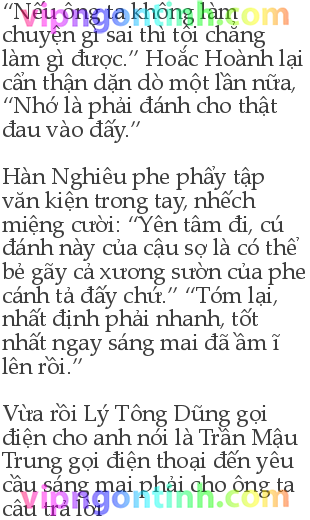 vipngontinh.com
“Nếu ông ta không làm
chuyện gì sai thì tôi chẳng
làm gì được.” Hoắc Hoành lại
cẩn thận dặn dò một lần nữa,
“Nhớ là phải đánh cho thật
đau vào đấy.”
Hàn Nghiêu phe phẩy tập
văn kiện trong tay, nhếch
miệng cười: “Yên tâm đi, cú
đánh này của cậu sợ là có thể
bẻ gãy cả xương sườn của phe
cánh tả đấy chứ.” “Tóm lại,
nhất định phải nhanh, tốt
nhất ngay sáng mai đã ầm ĩ
lên rồi.”
Vừa rồi Lý Tông Dũng gọi
điện cho anh nói là Trần Mậu
Trung gọi điện thoại đến yêu
cầu sáng mai phải cho ông ta
câu trả lời
vipngontinh.com